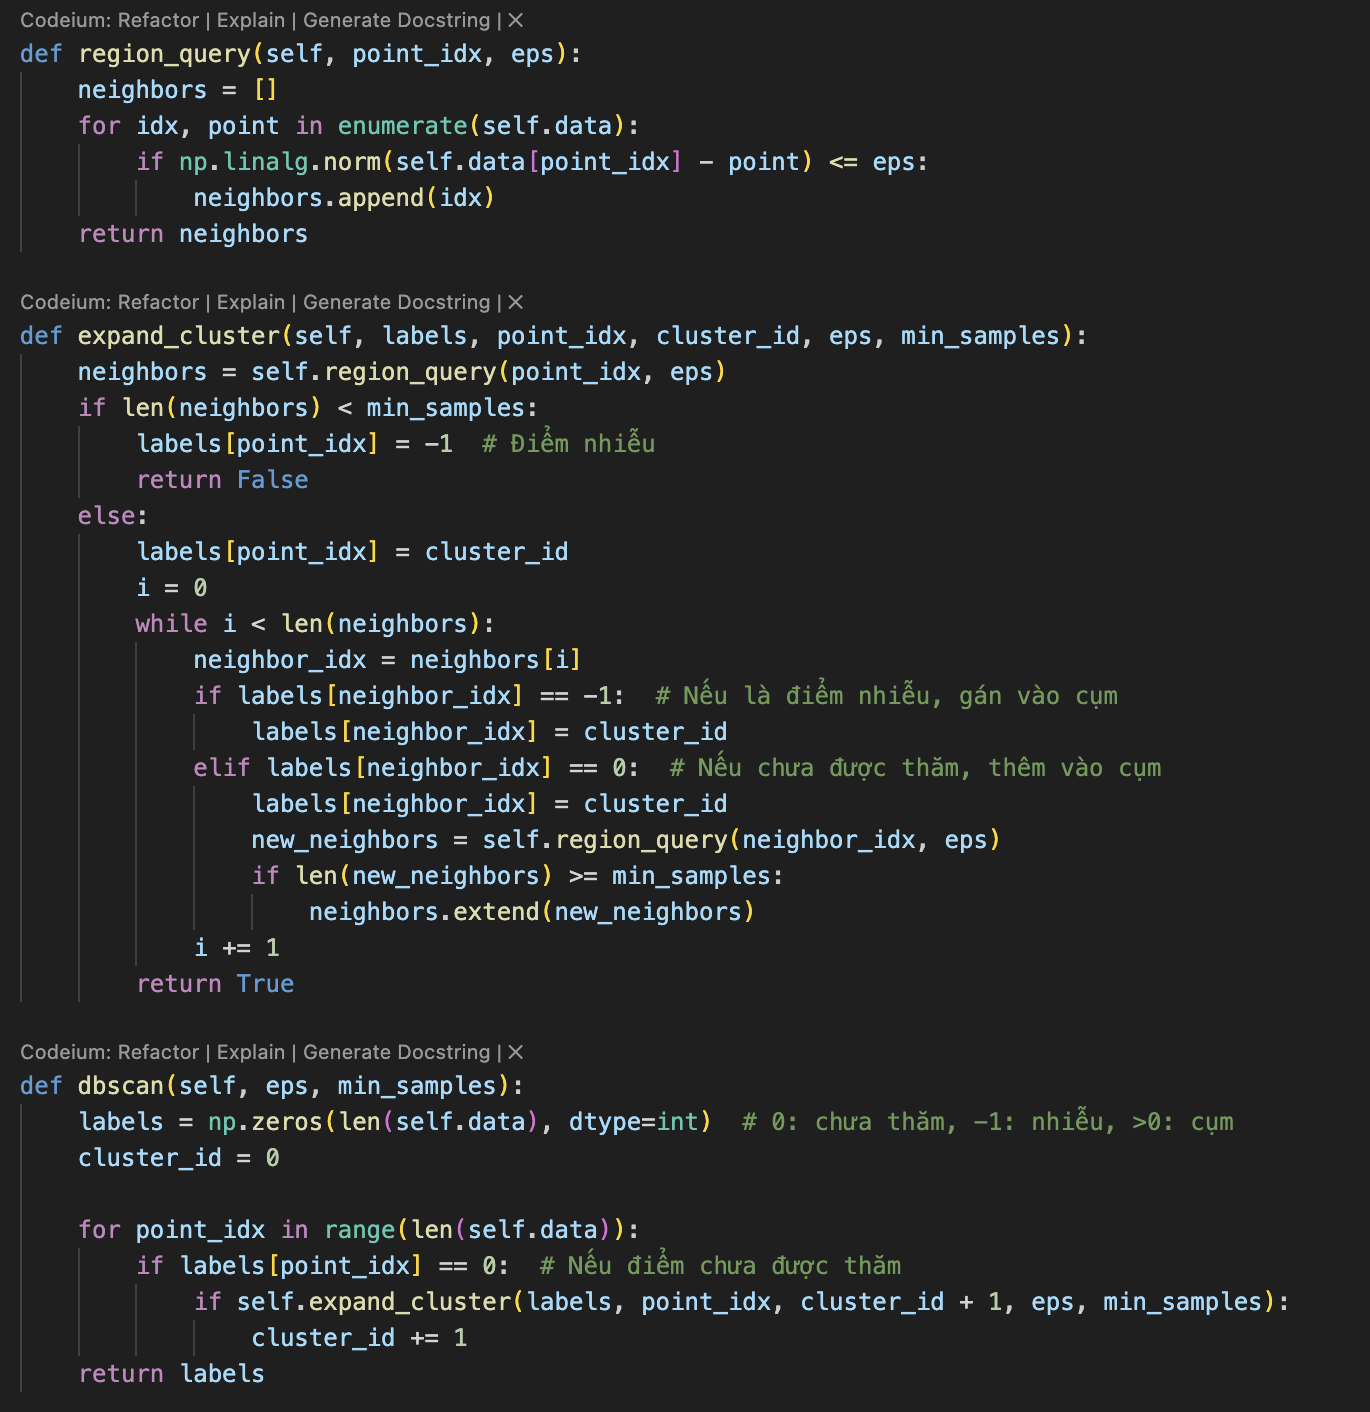 Codeium: Refactor | Explain | Generate Docstring | ×
def region_query(self, point_idx, eps):
    neighbors = []
    for idx, point in enumerate(self.data):
        if np.linalg.norm(self.data[point_idx] - point) <= eps:
            neighbors.append(idx)
    return neighbors
Codeium: Refactor | Explain | Generate Docstring | ×
def expand_cluster(self, labels, point_idx, cluster_id, eps, min_samples):
    neighbors = self.region_query(point_idx, eps)
    if len(neighbors) < min_samples:
        labels[point_idx] = -1  # Điểm nhiễu
        return False
    else:
        labels[point_idx] = cluster_id
        i = 0
        while i < len(neighbors):
            neighbor_idx = neighbors[i]
            if labels[neighbor_idx] == -1:  # Nếu là điểm nhiễu, gán vào cụm
                labels[neighbor_idx] = cluster_id
            elif labels[neighbor_idx] == 0:  # Nếu chưa được thăm, thêm vào cụm
                labels[neighbor_idx] = cluster_id
                new_neighbors = self.region_query(neighbor_idx, eps)
                if len(new_neighbors) >= min_samples:
                    neighbors.extend(new_neighbors)
            i += 1
        return True
Codeium: Refactor | Explain | Generate Docstring | ×
def dbscan(self, eps, min_samples):
    labels = np.zeros(len(self.data), dtype=int)  # 0: chưa thăm, -1: nhiễu, >0: cụm
    cluster_id = 0
    for point_idx in range(len(self.data)):
        if labels[point_idx] == 0:  # Nếu điểm chưa được thăm
            if self.expand_cluster(labels, point_idx, cluster_id + 1, eps, min_samples):
                cluster_id += 1
    return labels